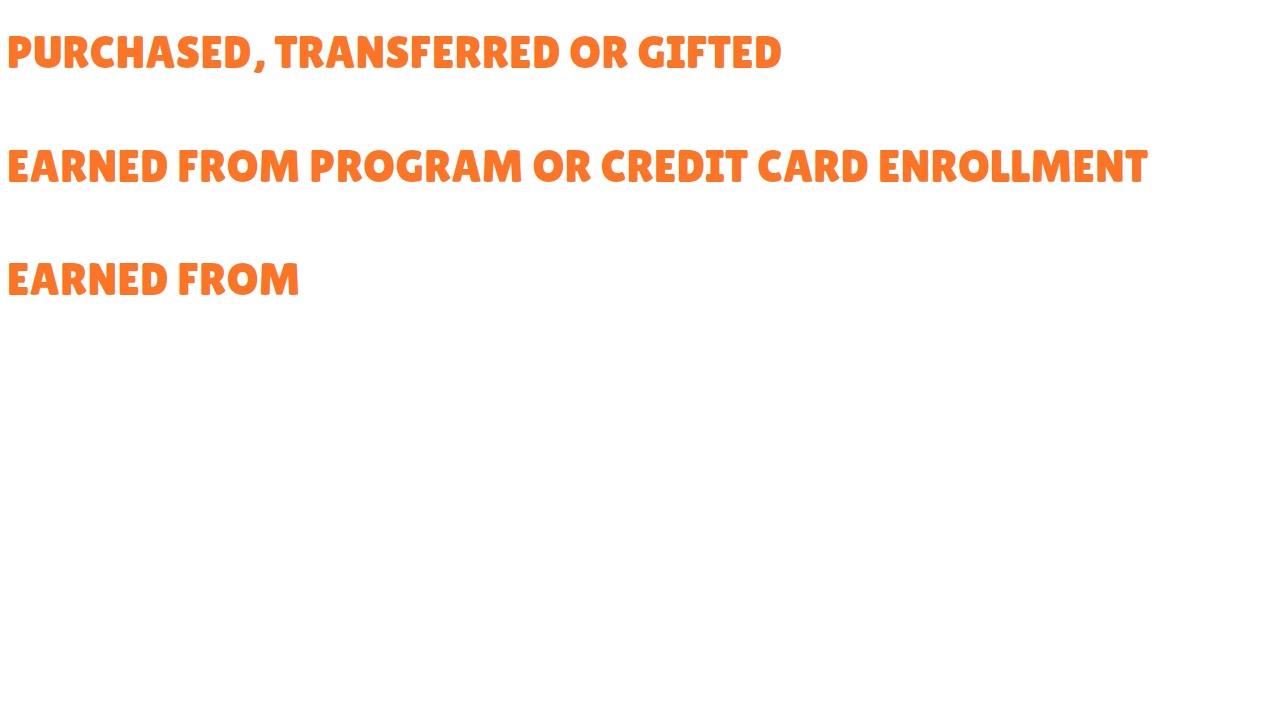 PURCHASED, TRANSFERRED OR GIFTED
EARNED FROM PROGRAM OR CREDIT CARD ENROLLMENT
EARNED FROM